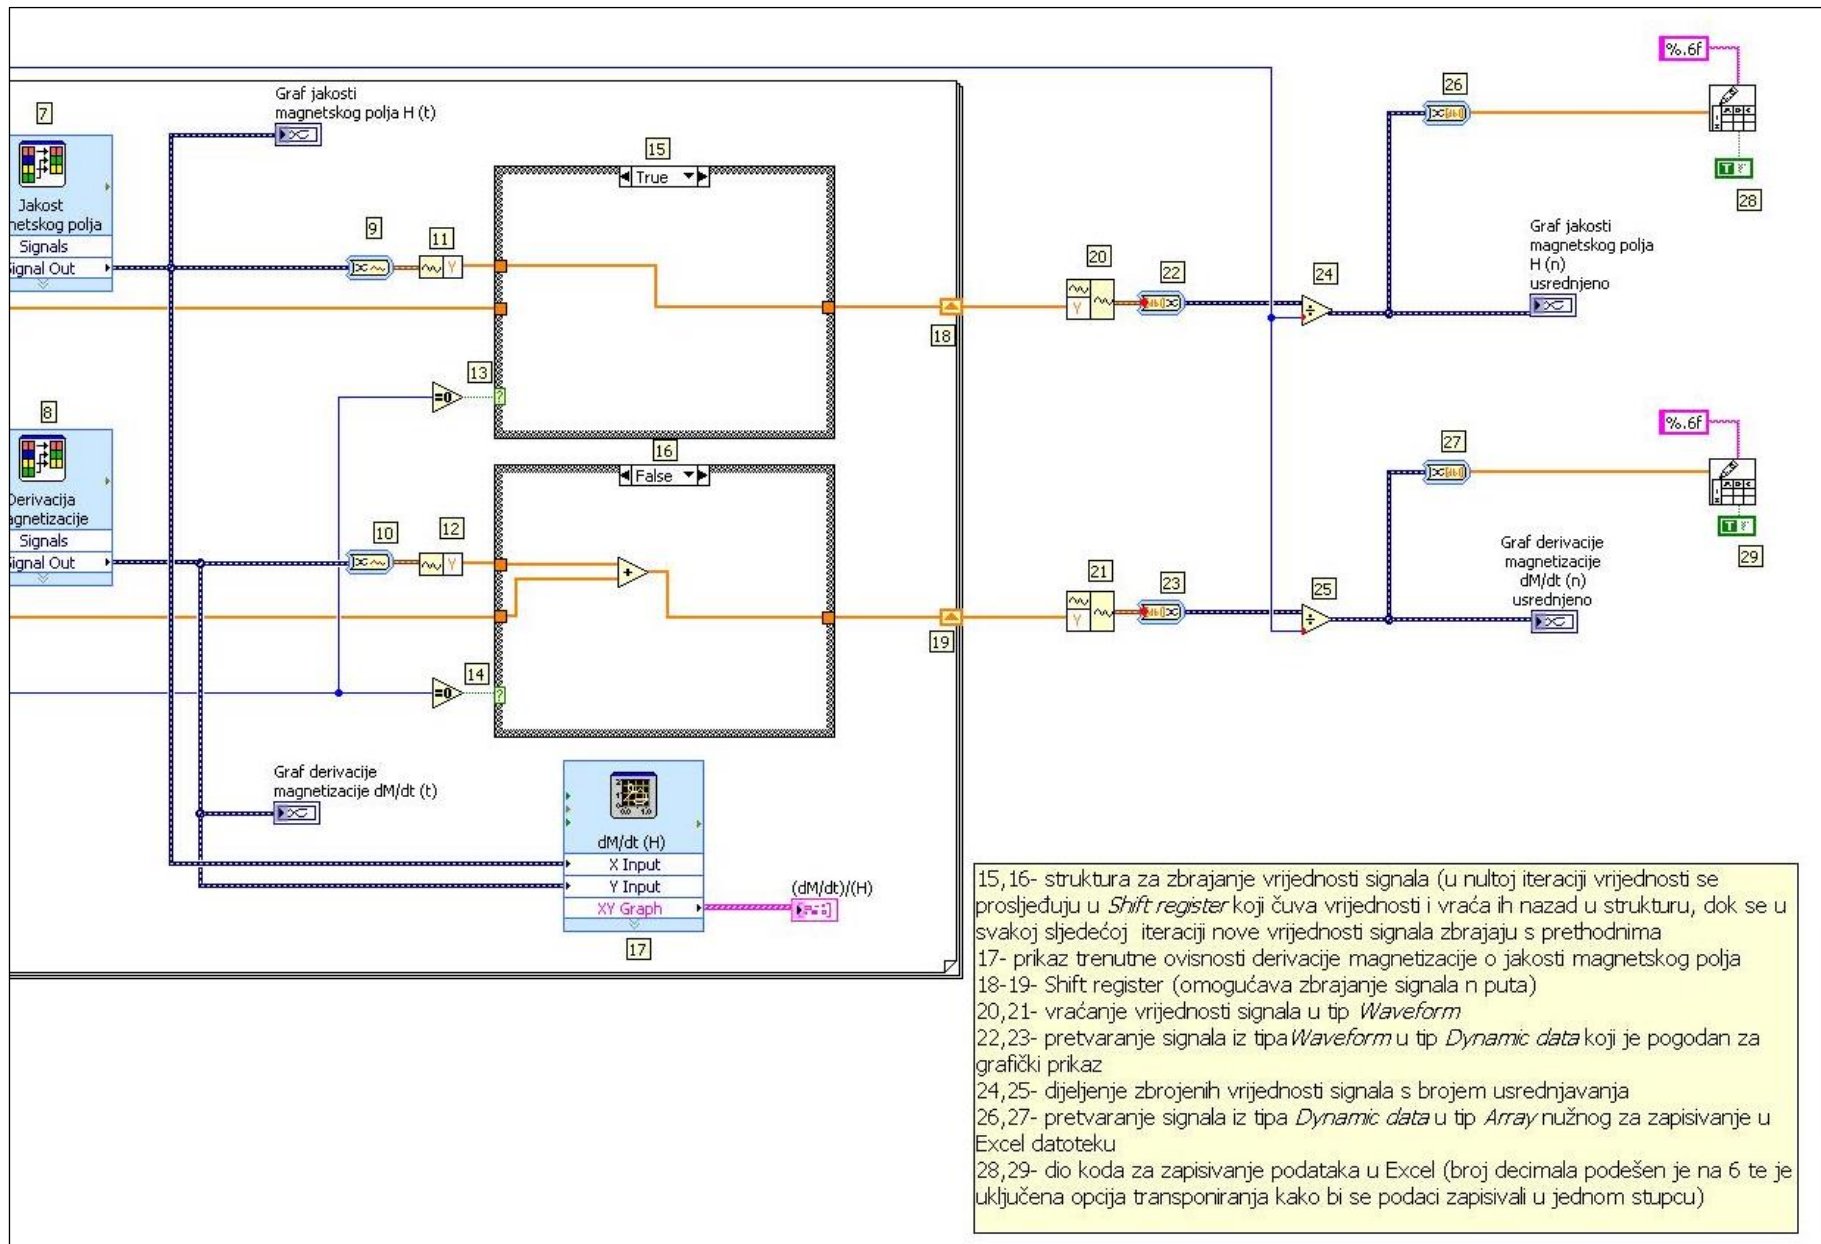 %.6f
26
28
7
Graf jakosti
magnetskog polja H (t)
Jakost
netskog polja
Signals
ignal Out
9
11
15
True
13
=0
18
20
22
24
Graf jakosti
magnetskog polja
H (n)
usrednjeno
8
Derivacija
agnetizacije
Signals
ignal Out
10
12
16
False
14
=0
19
21
23
25
%.6f
27
29
Graf derivacije
magnetizacije
dM/dt (n)
usrednjeno
Graf derivacije
magnetizacije dM/dt (t)
dM/dt (H)
X Input
Y Input
XY Graph
17
(dM/dt)/(H)
15,16- struktura za zbrajanje vrijednosti signala (u nultoj iteraciji vrijednosti se
prosljeđuju u Shift register koji čuva vrijednosti i vraća ih nazad u strukturu, dok se u
svakoj sljedećoj iteraciji nove vrijednosti signala zbrajaju s prethodnima
17- prikaz trenutne ovisnosti derivacije magnetizacije o jakosti magnetskog polja
18-19- Shift register (omogućava zbrajanje signala n puta)
20,21- vraćanje vrijednosti signala u tip Waveform
22,23- pretvaranje signala iz tipa Waveform u tip Dynamic data koji je pogodan za
grafički prikaz
24,25- dijeljenje zbrojenih vrijednosti signala s brojem usrednjavanja
26,27- pretvaranje signala iz tipa Dynamic data u tip Array nužnog za zapisivanje u
Excel datoteku
28,29- dio koda za zapisivanje podataka u Excel (broj decimala podešen je na 6 te je
uključena opcija transponiranja kako bi se podaci zapisivali u jednom stupcu)